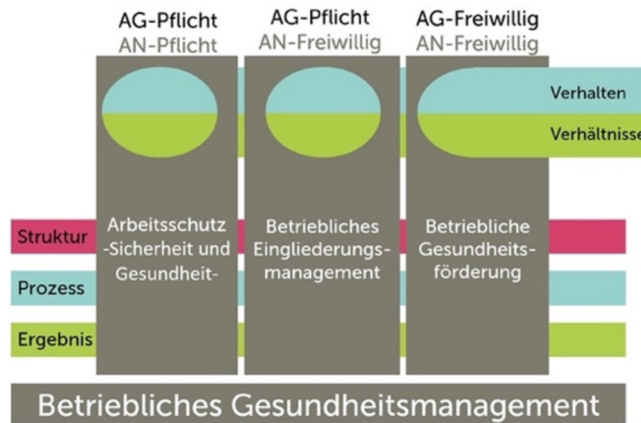 AG-Pflicht
AN-Pflicht
AG-Pflicht
AN-Freiwillig
AG-Freiwillig
AN-Freiwillig
Verhalten
Verhältnisse
Struktur
Prozess
Ergebnis
Arbeitsschutz
-Sicherheit und
Gesundheit-
Betriebliches
Eingliederungs-
management
Betriebliche
Gesundheits-
förderung
Betriebliches Gesundheitsmanagement